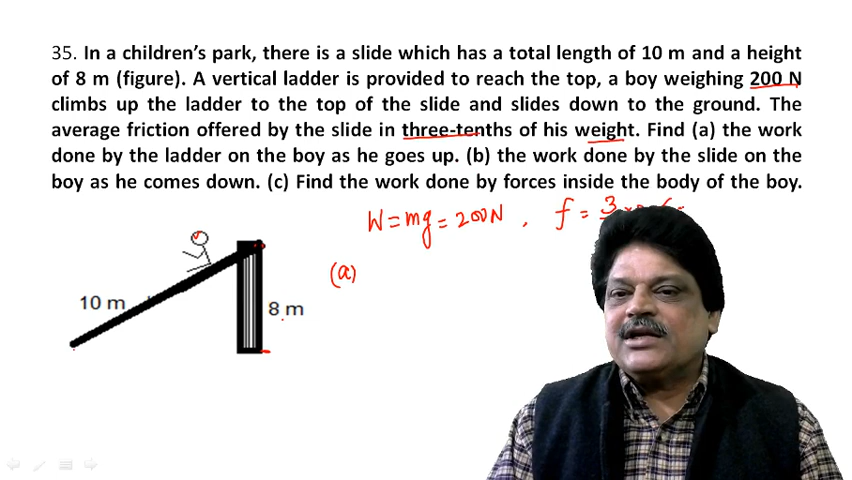 35. In a children's park, there is a slide which has a total length of 10 m and a height
of 8 m (figure). A vertical ladder is provided to reach the top, a boy weighing 200 N
climbs up the ladder to the top of the slide and slides down to the ground. The
average friction offered by the slide in three-tenths of his weight. Find (a) the work
done by the ladder on the boy as he goes up. (b) the work done by the slide on the
boy as he comes down. (c) Find the work done by forces inside the body of the boy.
W = mg = 200N , f = 3
(a)
10 m
8 m